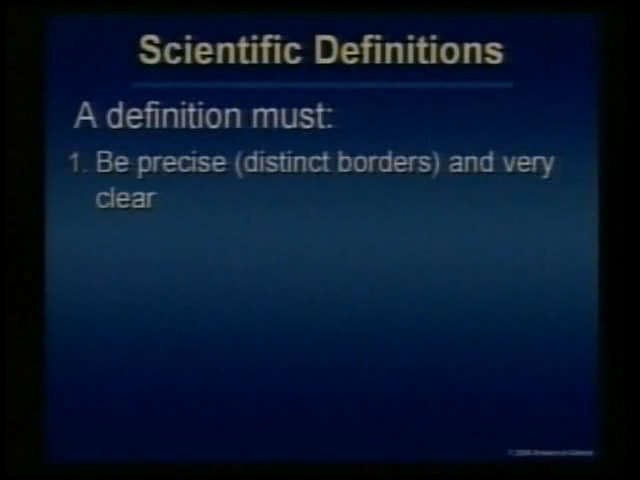 Scientific Definitions
A definition must:
1. Be precise (distinct borders) and very
clear